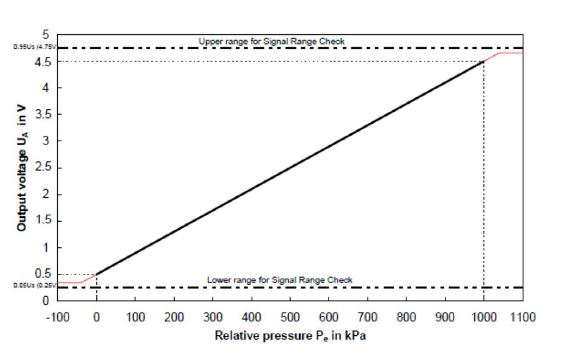 Upper range for Signal Range Check
5
0.95Us (4.75V
4.5
4
3.5
3
2.5
2
1.5
1
0.5
0.05Us (0.25V
0
Output voltage UA in V
Lower range for Signal Range Check
-100 0 100 200 300 400 500 600 700 800 900 1000 1100
Relative pressure Pe in kPa